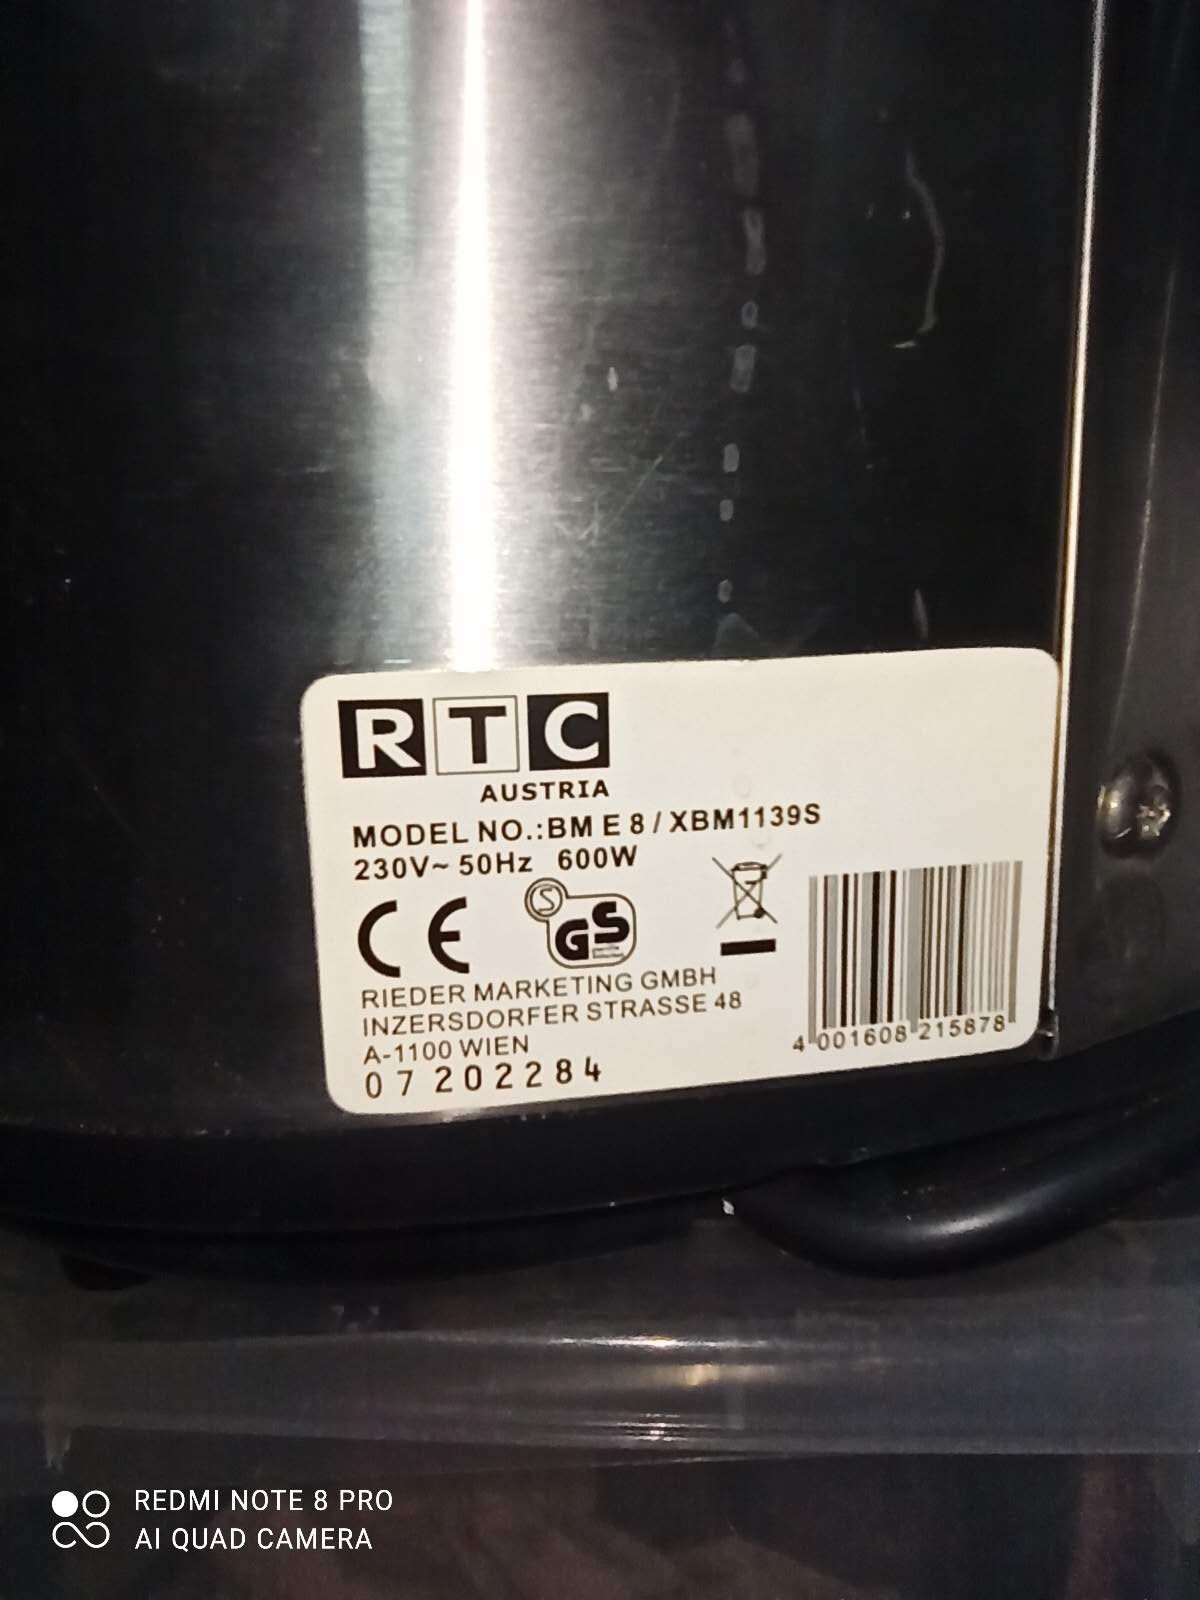 RTC
AUSTRIA
MODEL NO.:BM E 8 / XBM1139S
230V~ 50Hz 600W
CE
S GS
RIEDER MARKETING GMBH
INZERSDORFER STRASSE 48
A-1100 WIEN
07 202284
4 001608 215878
REDMI NOTE 8 PRO
AI QUAD CAMERA